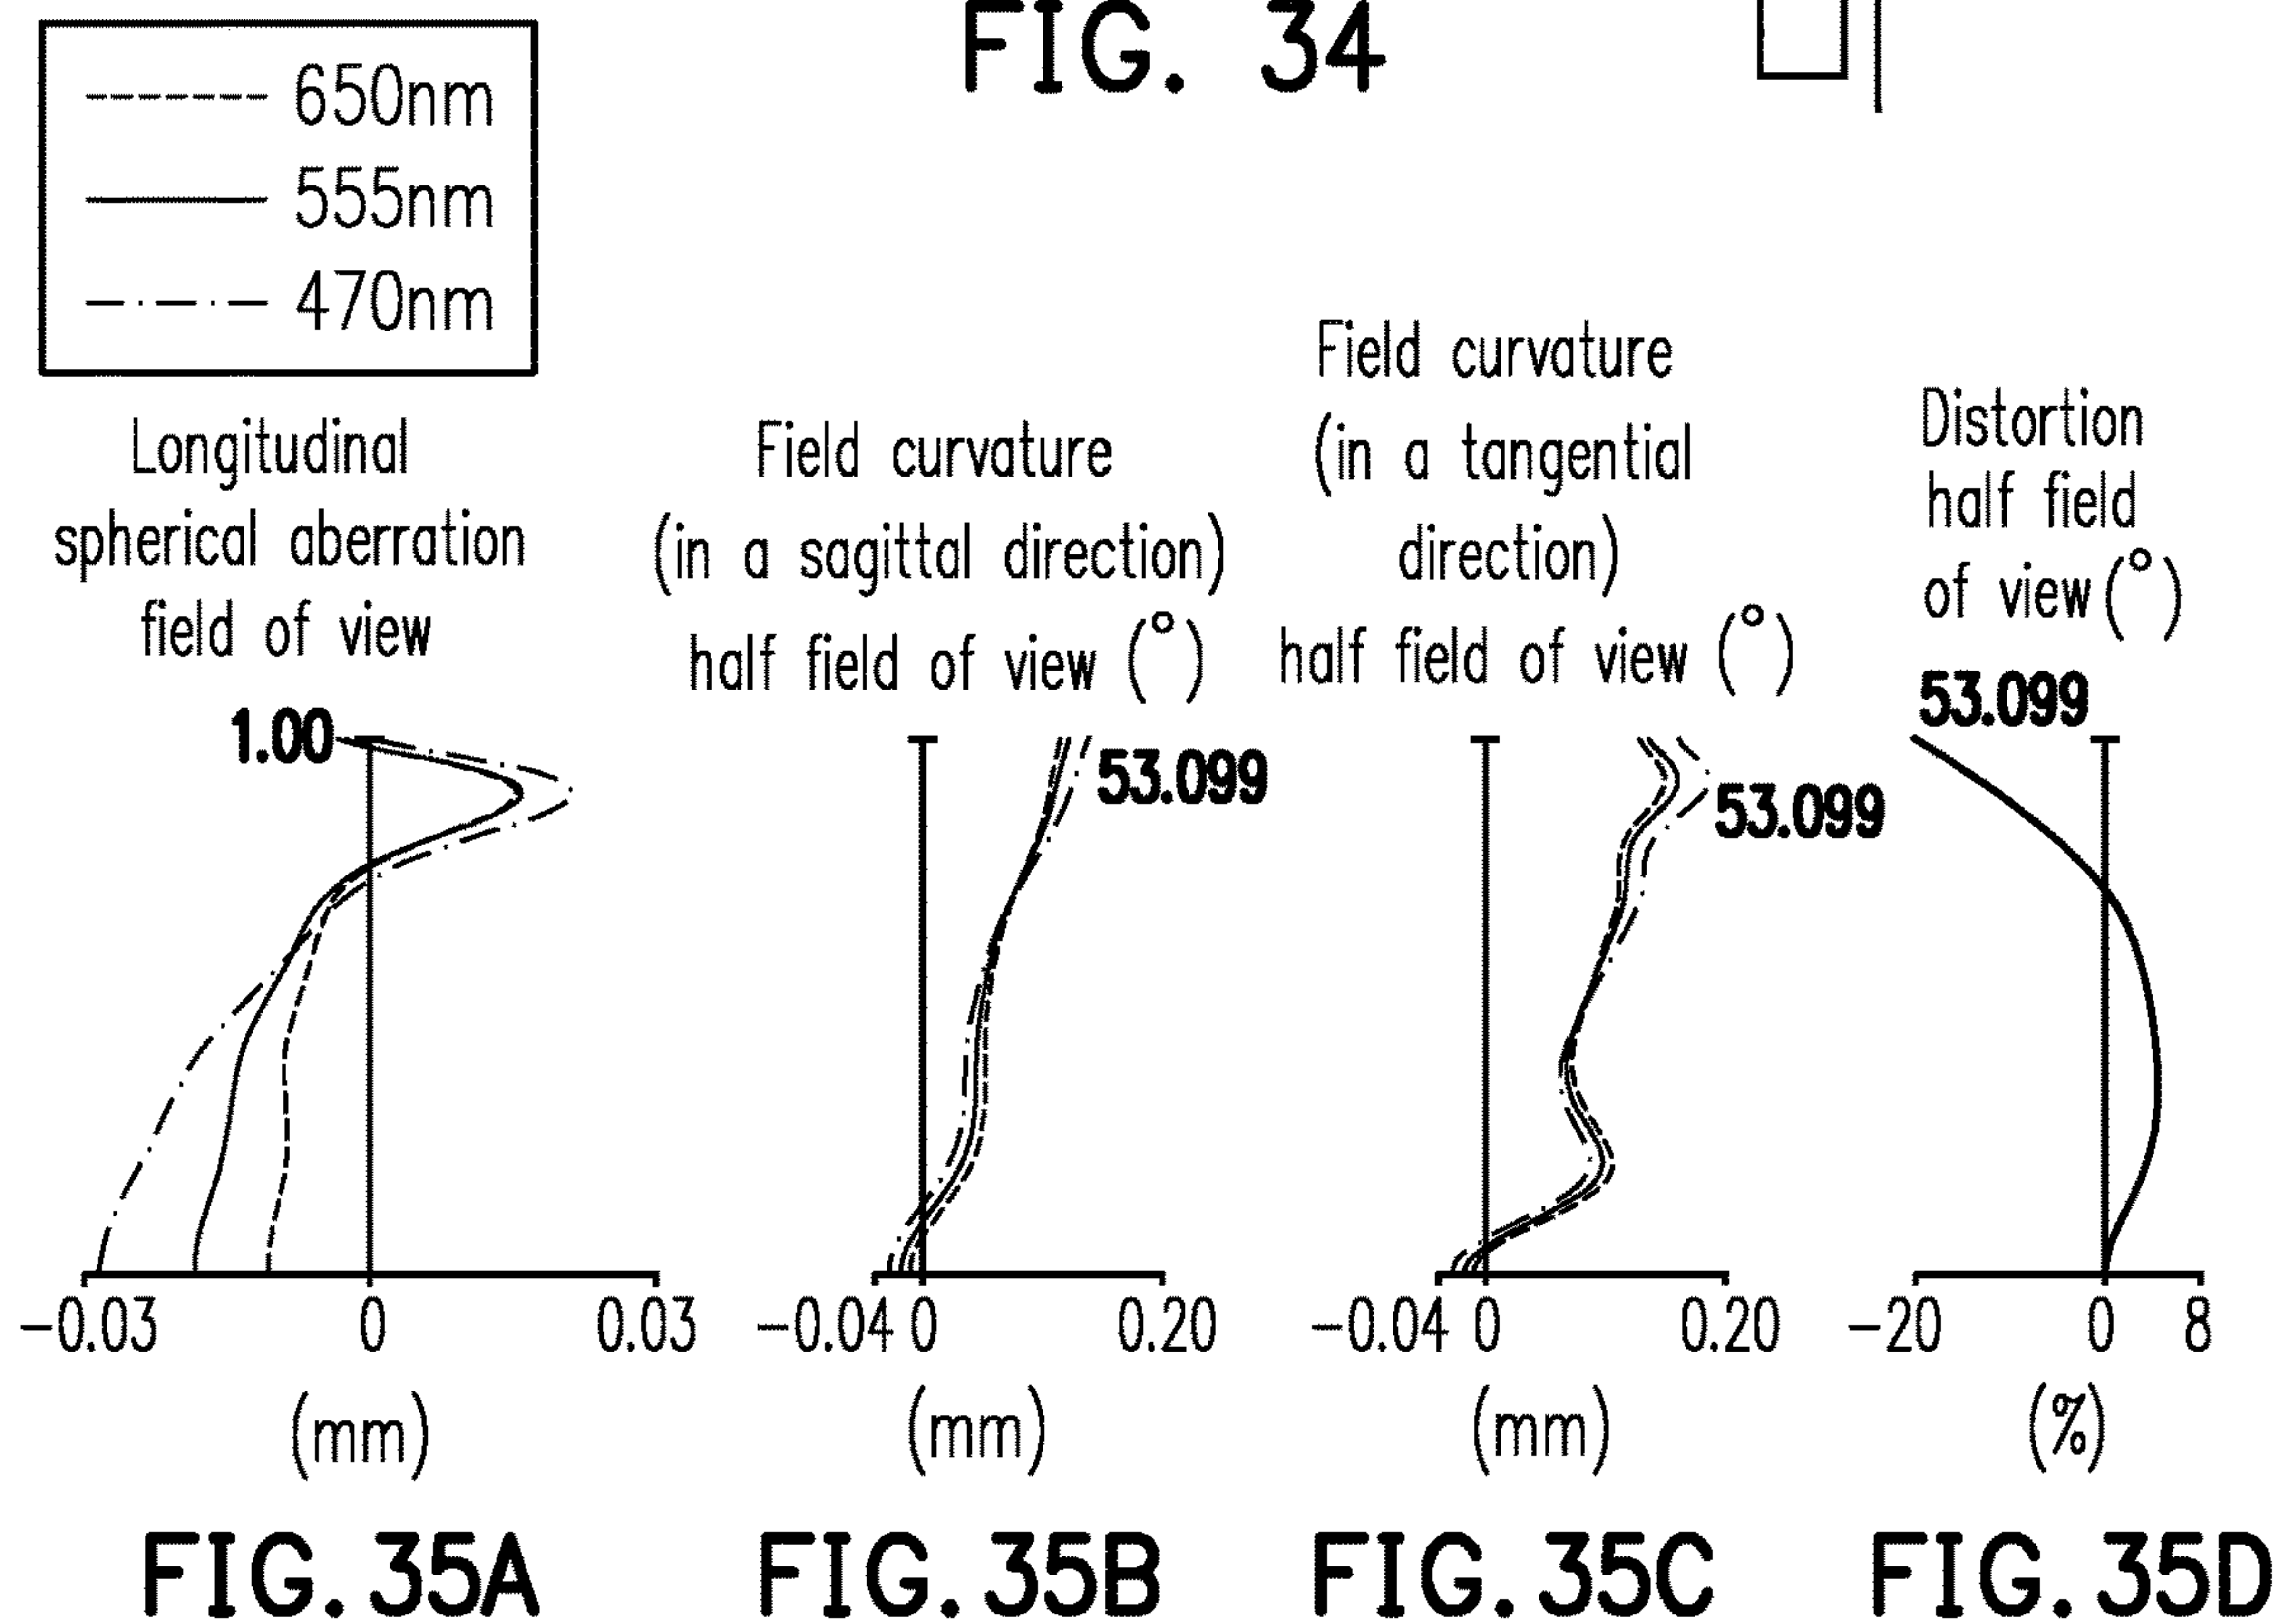 FIG. 34
650nm
555nm
470nm
Longitudinal
spherical aberration
field of view
1.00
-0.03 0 0.03
(mm)
FIG. 35A
Field curvature
(in a sagittal direction)
half field of view (°)
53.099
-0.04 0 0.20
(mm)
FIG. 35B
Field curvature
(in a tangential
direction)
half field of view (°)
53.099
-0.04 0 0.20
(mm)
FIG. 35C
Distortion
half field
of view (°)
53.099
-20 0 8
(%)
FIG. 35D